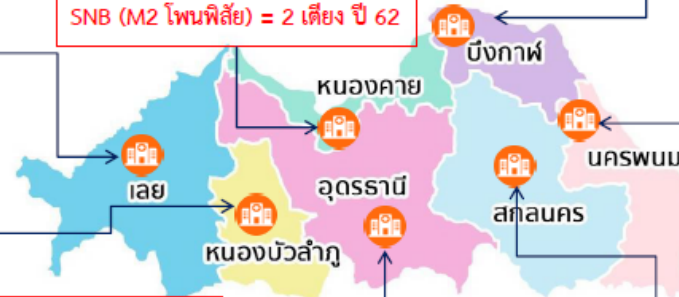 SNB (M2 โพนพิสัย) = 2 เตียง ปี 62
บึงกาฬ
หนองคาย
นครพนม
เลย
อุดรธานี
สกลนคร
หนองบัวลำภู